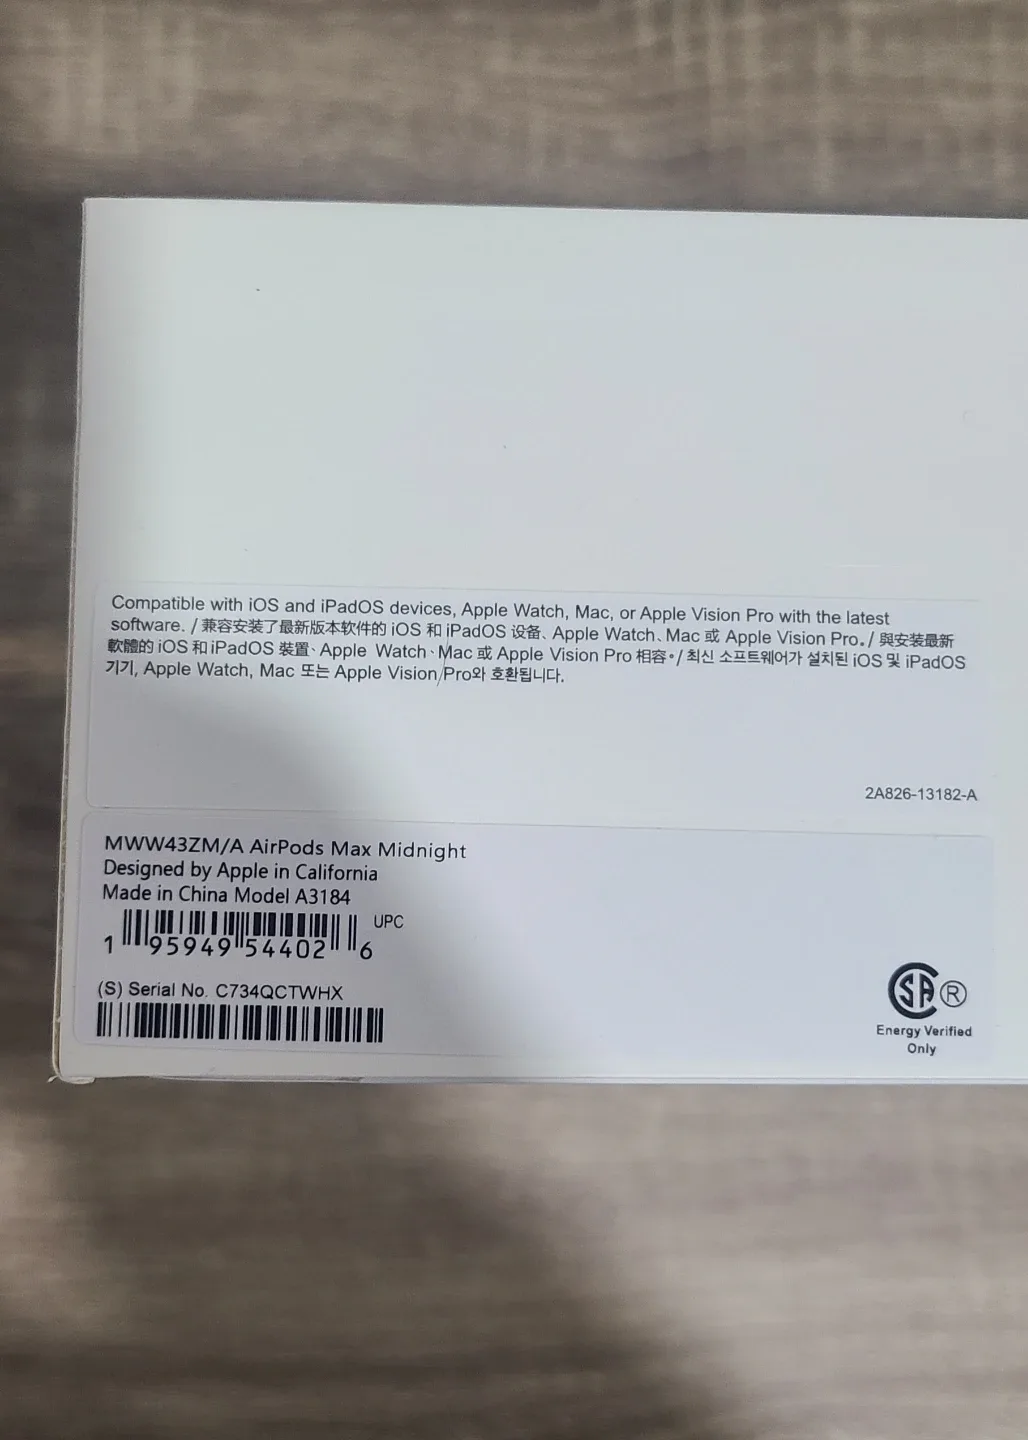 Compatible with iOS and iPadOS devices, Apple Watch, Mac, or Apple Vision Pro with the latest
software. / 兼容安装了最新版本软件的 iOS 和 iPadOS 设备、Apple Watch、Mac 或 Apple Vision Pro。/ 與安裝最新
軟體的 iOS 和 iPadOS 裝置、Apple Watch、Mac 或 Apple Vision Pro 相容。/ 최신 소프트웨어가 설치된 iOS 및 iPadOS
기기, Apple Watch, Mac 또는 Apple Vision Pro와 호환됩니다.
2A826-13182-A
MWW43ZM/A AirPods Max Midnight
Designed by Apple in California
Made in China Model A3184
UPC
1 95949 54402 6
(S) Serial No. C734QCTWHX
SA ®
Energy Verified
Only